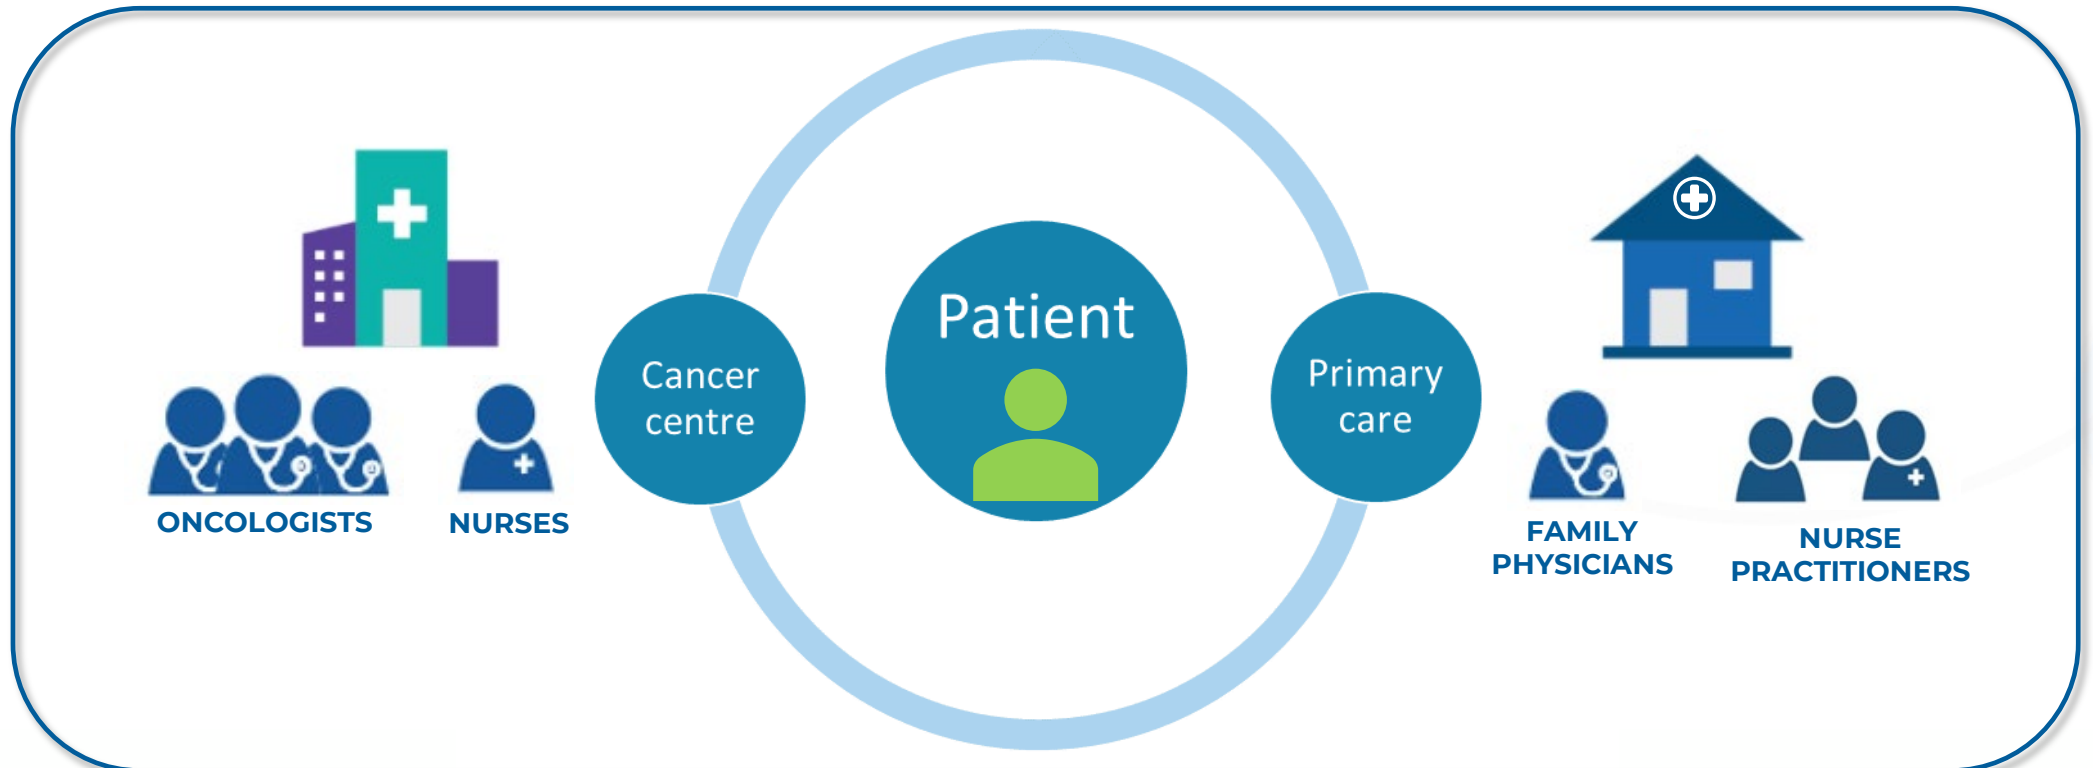 Patient
Cancer
centre
Primary
care
ONCOLOGISTS
NURSES
FAMILY
PHYSICIANS
NURSE
PRACTITIONERS